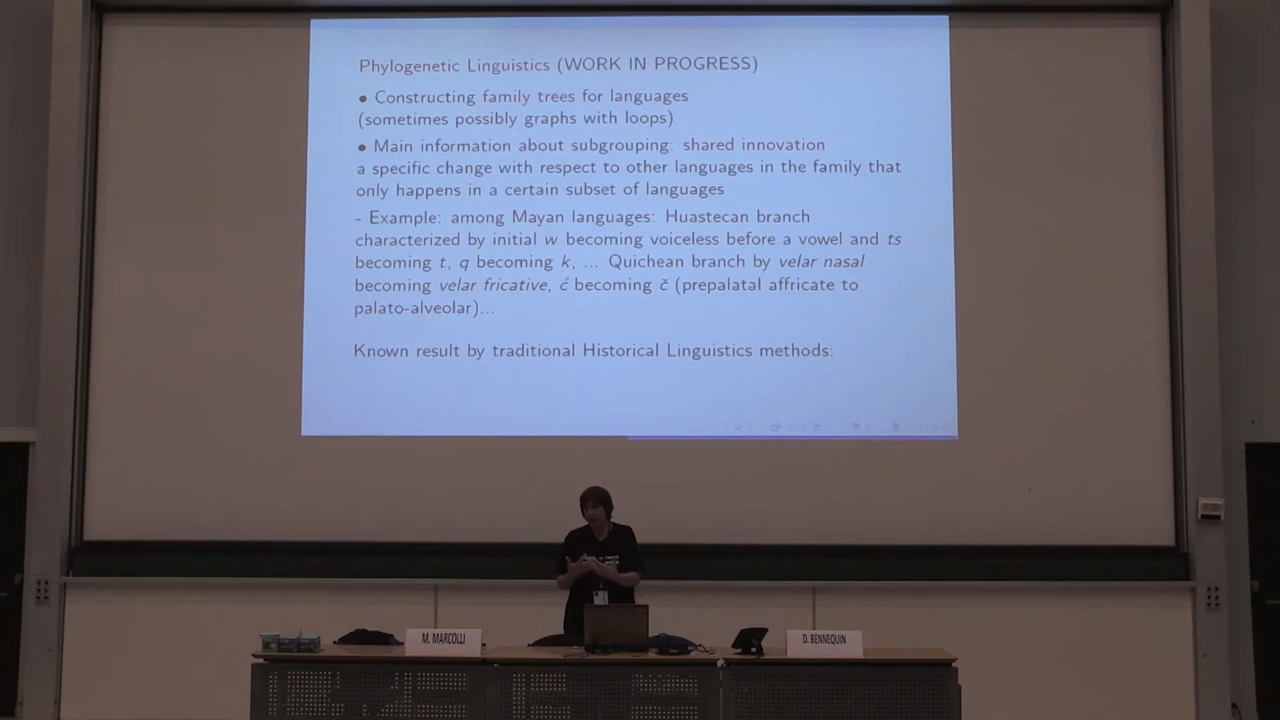 Phylogenetic Linguistics (WORK IN PROGRESS)
• Constructing family trees for languages
(sometimes possibly graphs with loops)
• Main information about subgrouping: shared innovation
a specific change with respect to other languages in the family that
only happens in a certain subset of languages
- Example: among Mayan languages: Huastecan branch
characterized by initial w becoming voiceless before a vowel and ts
becoming t, q becoming k, ... Quichean branch by velar nasal
becoming velar fricative, ć becoming č (prepalatal affricate to
palato-alveolar)...
Known result by traditional Historical Linguistics methods:
M. MARCOLLI
D. BENNEQUIN